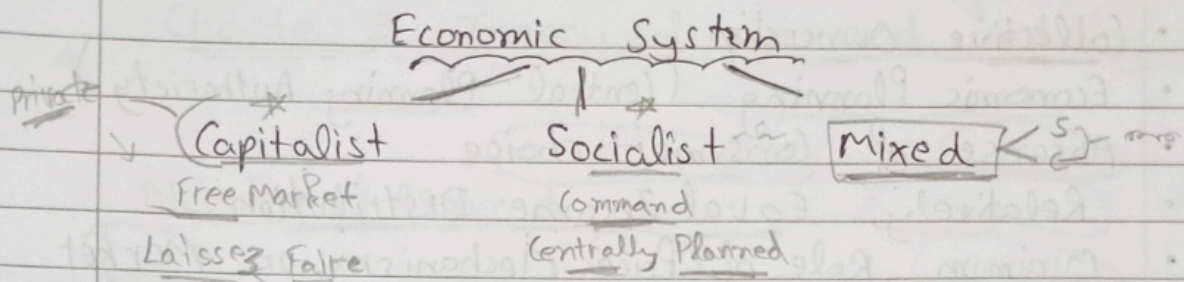 Economic System
private
Capitalist Socialist Mixed < S C
Free Market Command
Laissez Faire Centrally Planned